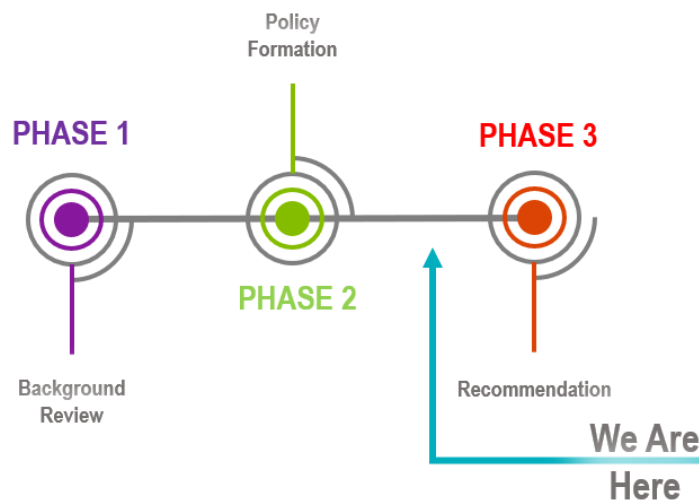 Policy
Formation
PHASE 1
PHASE 3
PHASE 2
Background
Review
Recommendation
We Are
Here